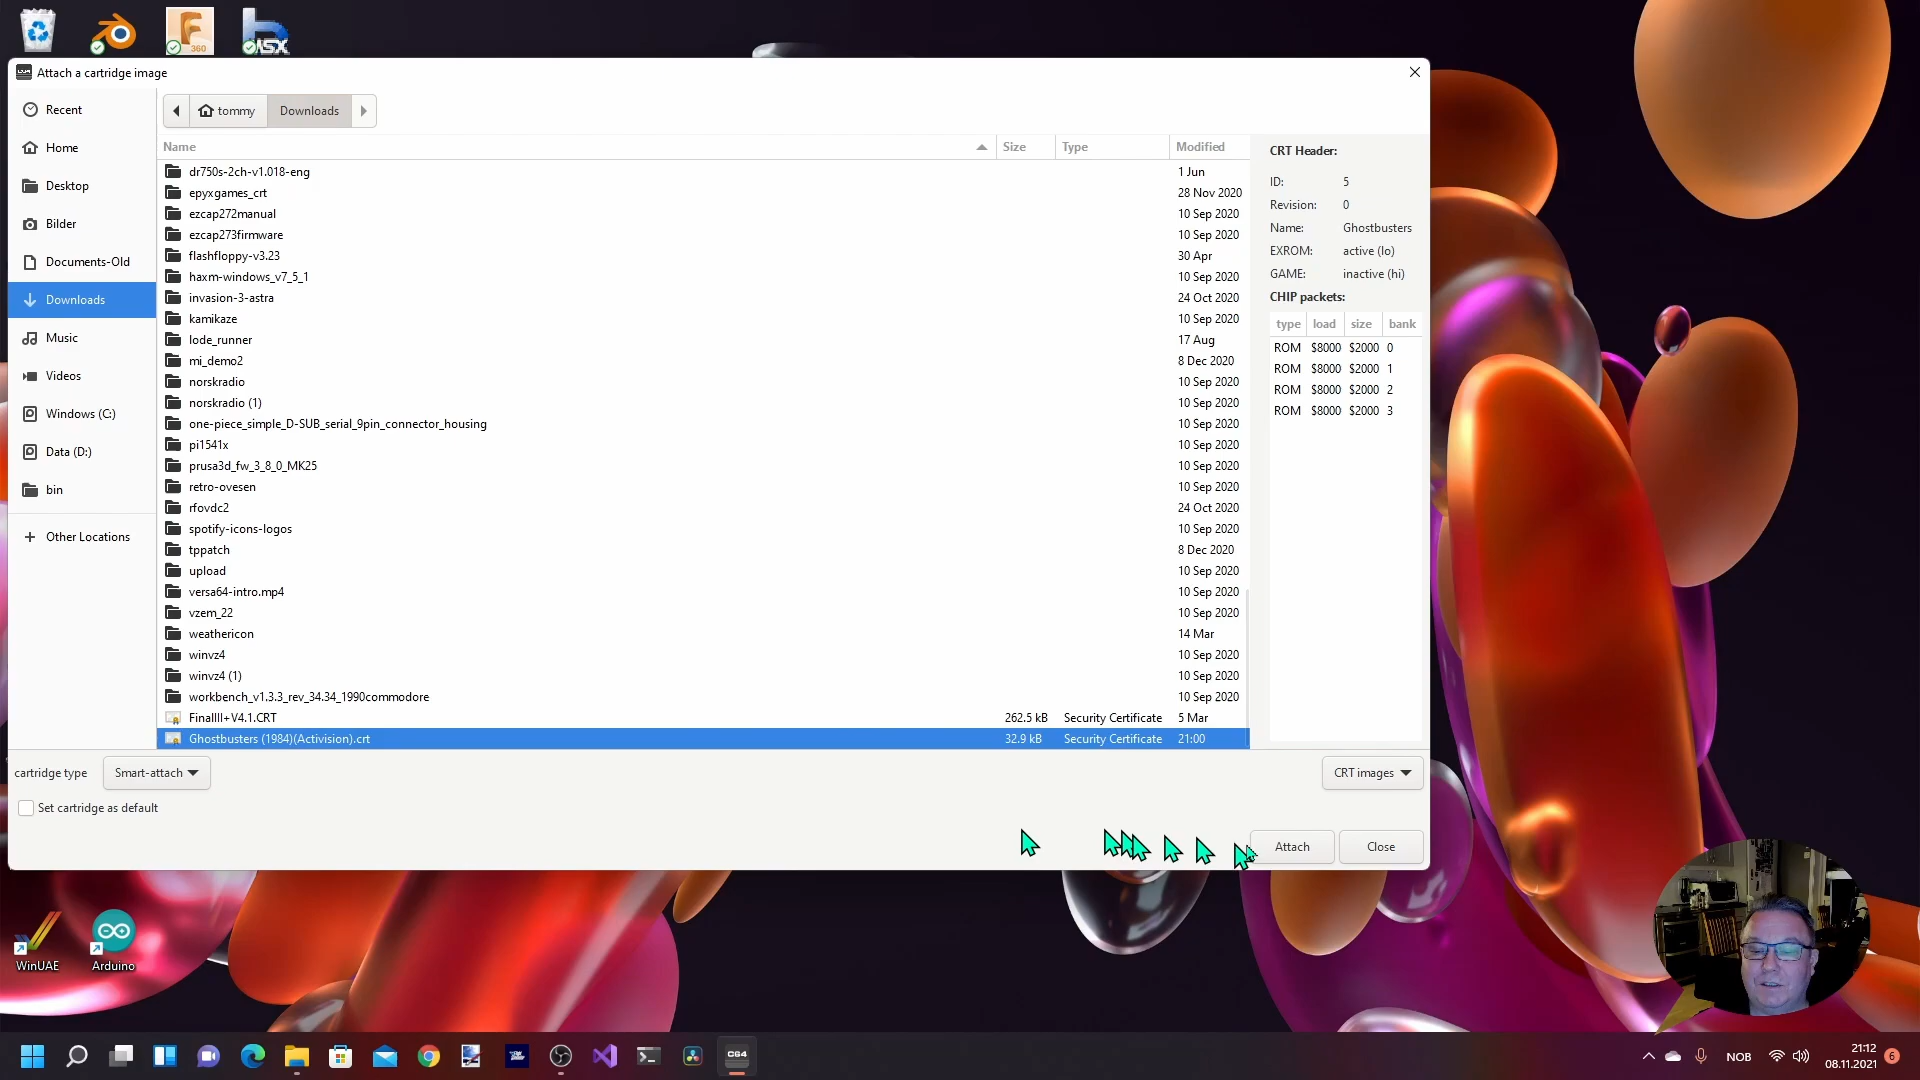 360
MSX
Attach a cartridge image
Recent
Home
Desktop
Bilder
Documents-Old
Downloads
Music
Videos
Windows (C:)
Data (D:)
bin
Other Locations
tommy
Downloads
Name Size Type Modified
dr750s-2ch-v1.018-eng 1 Jun
epyxgames_crt 28 Nov 2020
ezcap272manual 10 Sep 2020
ezcap273firmware 10 Sep 2020
flashfloppy-v3.23 30 Apr
haxm-windows_v7_5_1 10 Sep 2020
invasion-3-astra 24 Oct 2020
kamikaze 10 Sep 2020
lode_runner 17 Aug
mi_demo2 8 Dec 2020
norskradio 10 Sep 2020
norskradio (1) 10 Sep 2020
one-piece_simple_D-SUB_serial_9pin_connector_housing 10 Sep 2020
pi1541x 10 Sep 2020
prusa3d_fw_3_8_0_MK25 10 Sep 2020
retro-ovesen 10 Sep 2020
rfovdc2 24 Oct 2020
spotify-icons-logos 10 Sep 2020
tppatch 8 Dec 2020
upload 10 Sep 2020
versa64-intro.mp4 10 Sep 2020
vzem_22 10 Sep 2020
weathericon 14 Mar
winvz4 10 Sep 2020
winvz4 (1) 10 Sep 2020
workbench_v1.3.3_rev_34.34_1990commodore 10 Sep 2020
FinalIII+V4.1.CRT 262.5 kB Security Certificate 5 Mar
Ghostbusters (1984)(Activision).crt 32.9 kB Security Certificate 21:00
CRT Header:
ID: 5
Revision: 0
Name: Ghostbusters
EXROM: active (lo)
GAME: inactive (hi)
CHIP packets:
type load size bank
ROM $8000 $2000 0
ROM $8000 $2000 1
ROM $8000 $2000 2
ROM $8000 $2000 3
cartridge type Smart-attach CRT images
Set cartridge as default
Attach Close
WinUAE
Arduino
C64
NOB
21:12
08.11.2021
6